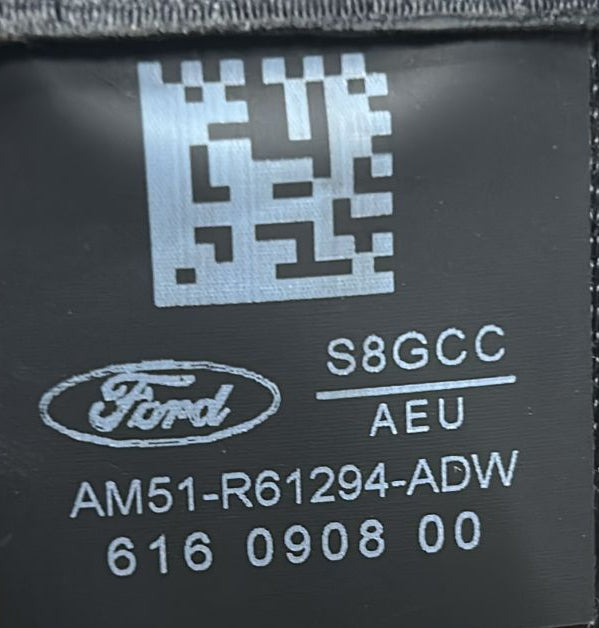 S8GCC
Ford
AEU
AM51-R61294-ADW
616 0908 00